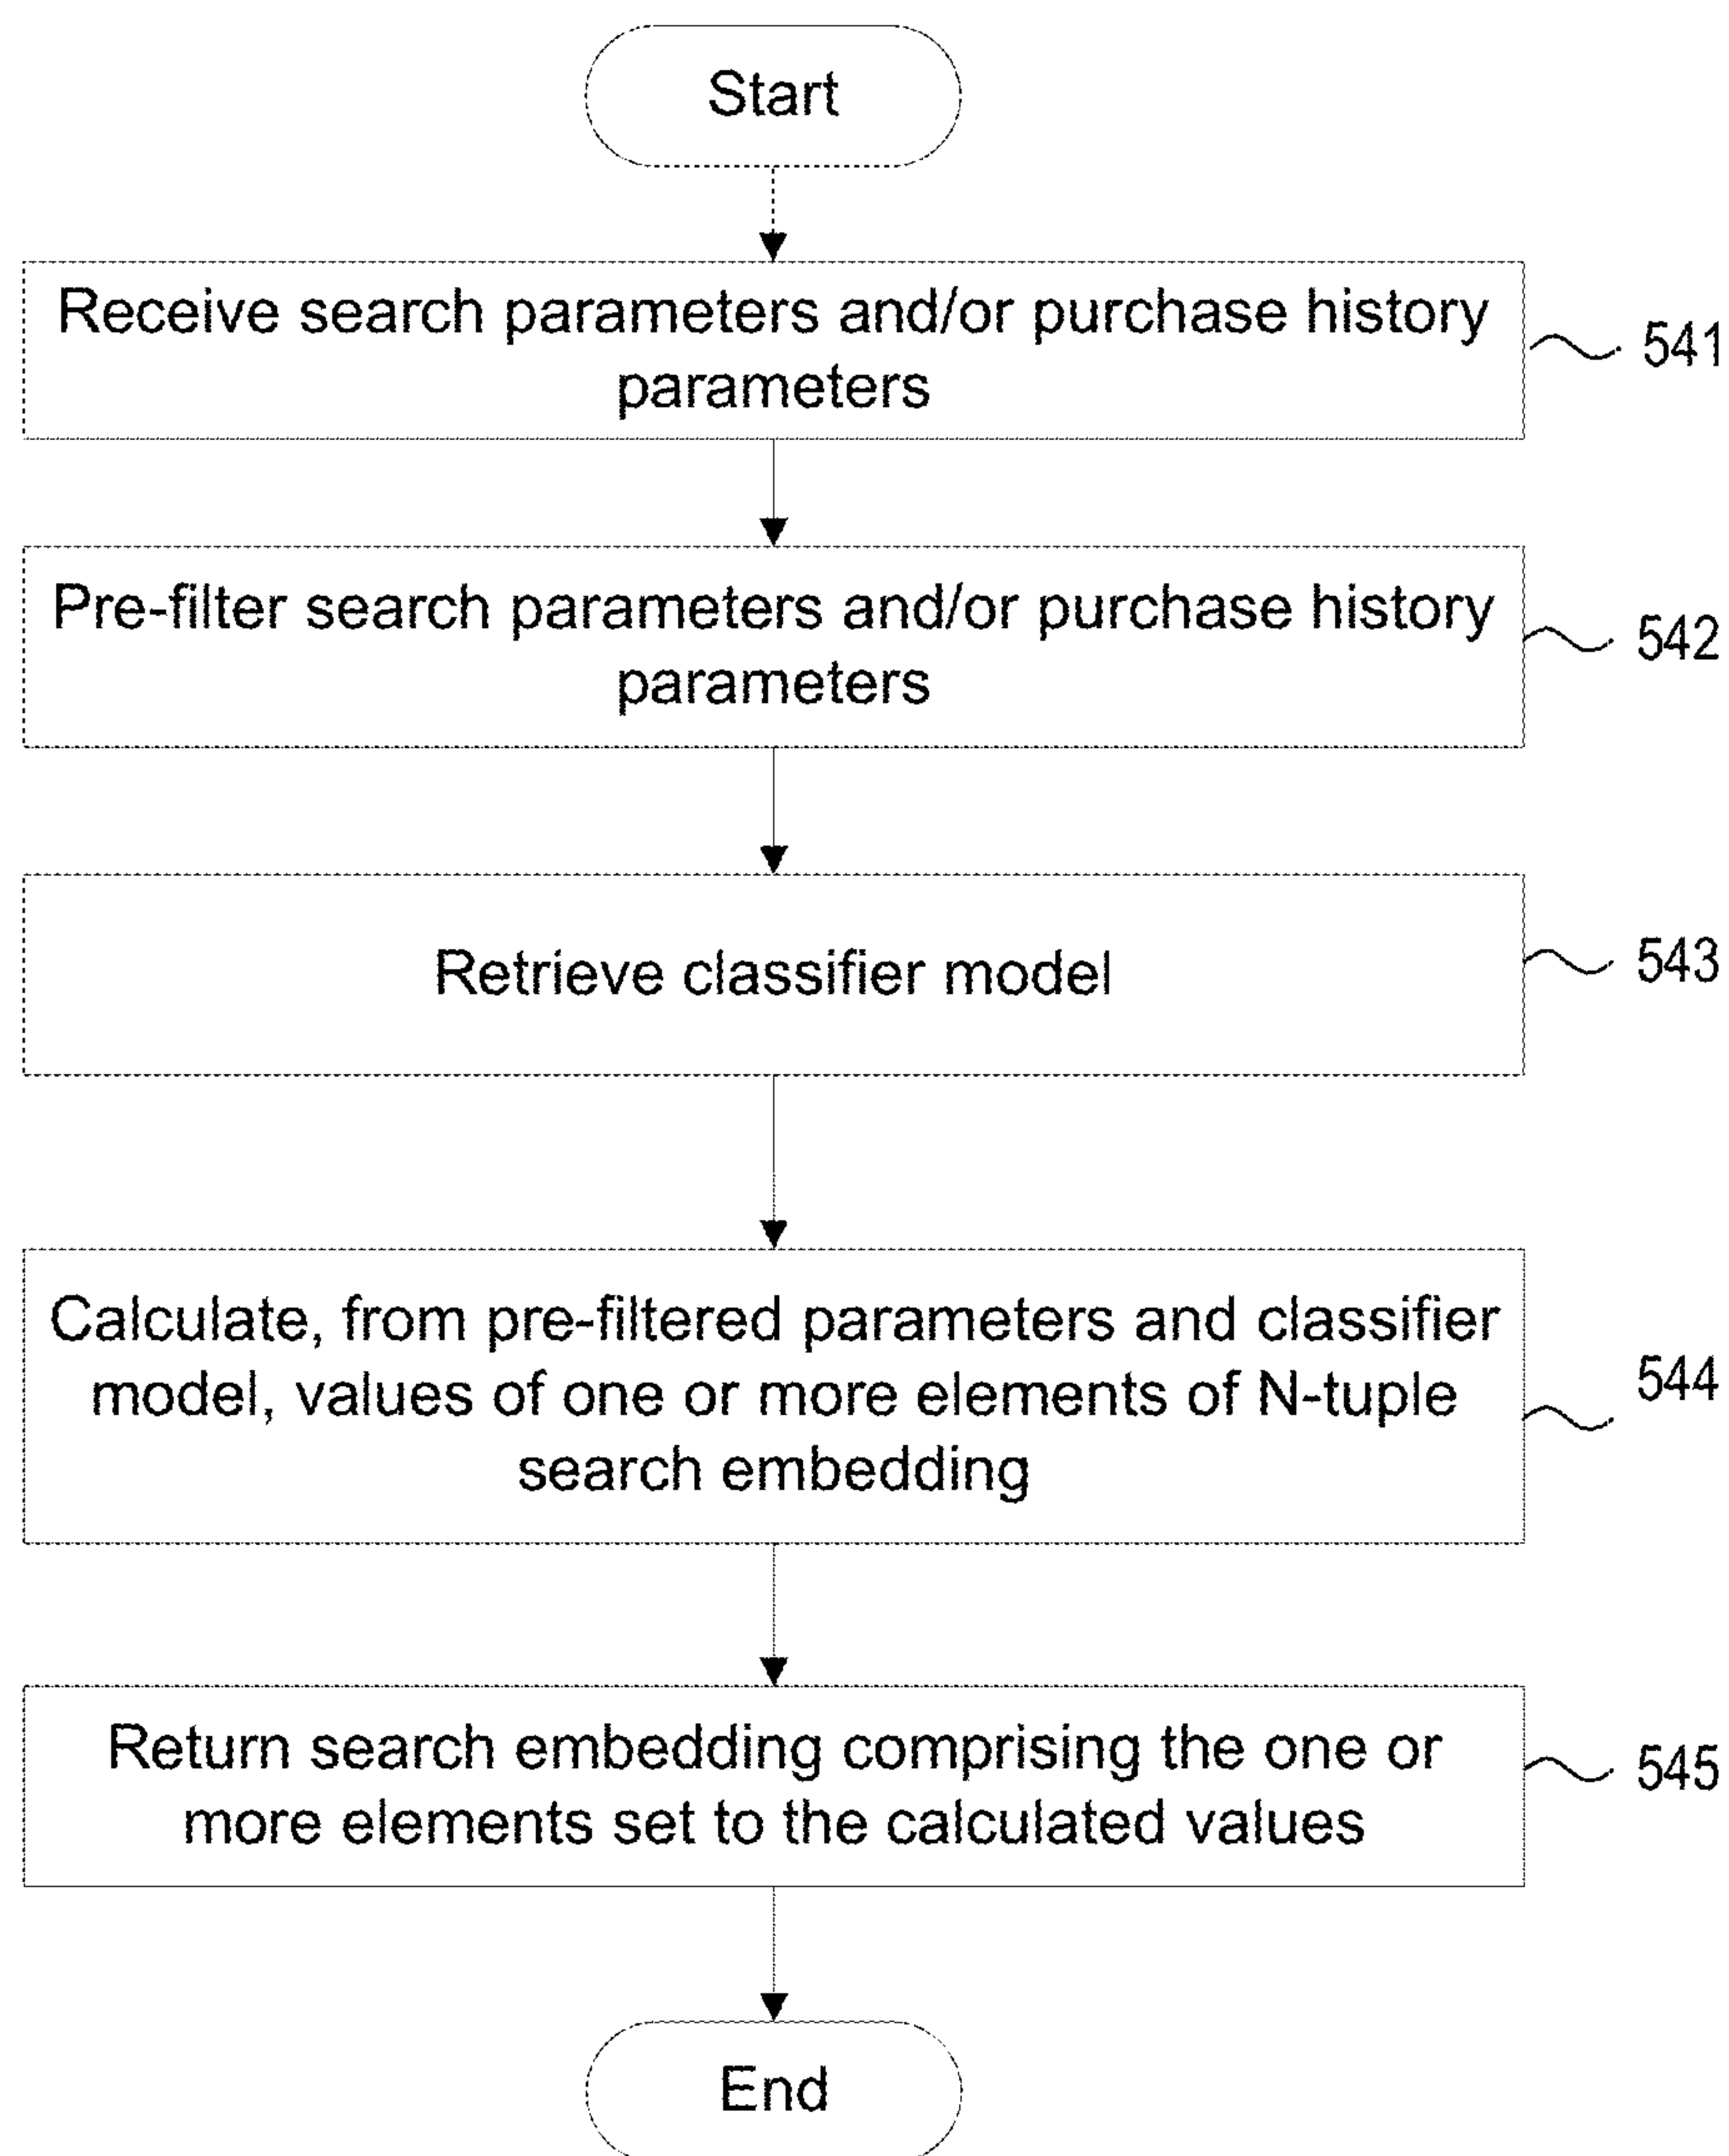 Start
Receive search parameters and/or purchase history
parameters
541
Pre-filter search parameters and/or purchase history
parameters
542
Retrieve classifier model
543
Calculate, from pre-filtered parameters and classifier
model, values of one or more elements of N-tuple
search embedding
544
Return search embedding comprising the one or
more elements set to the calculated values
545
End